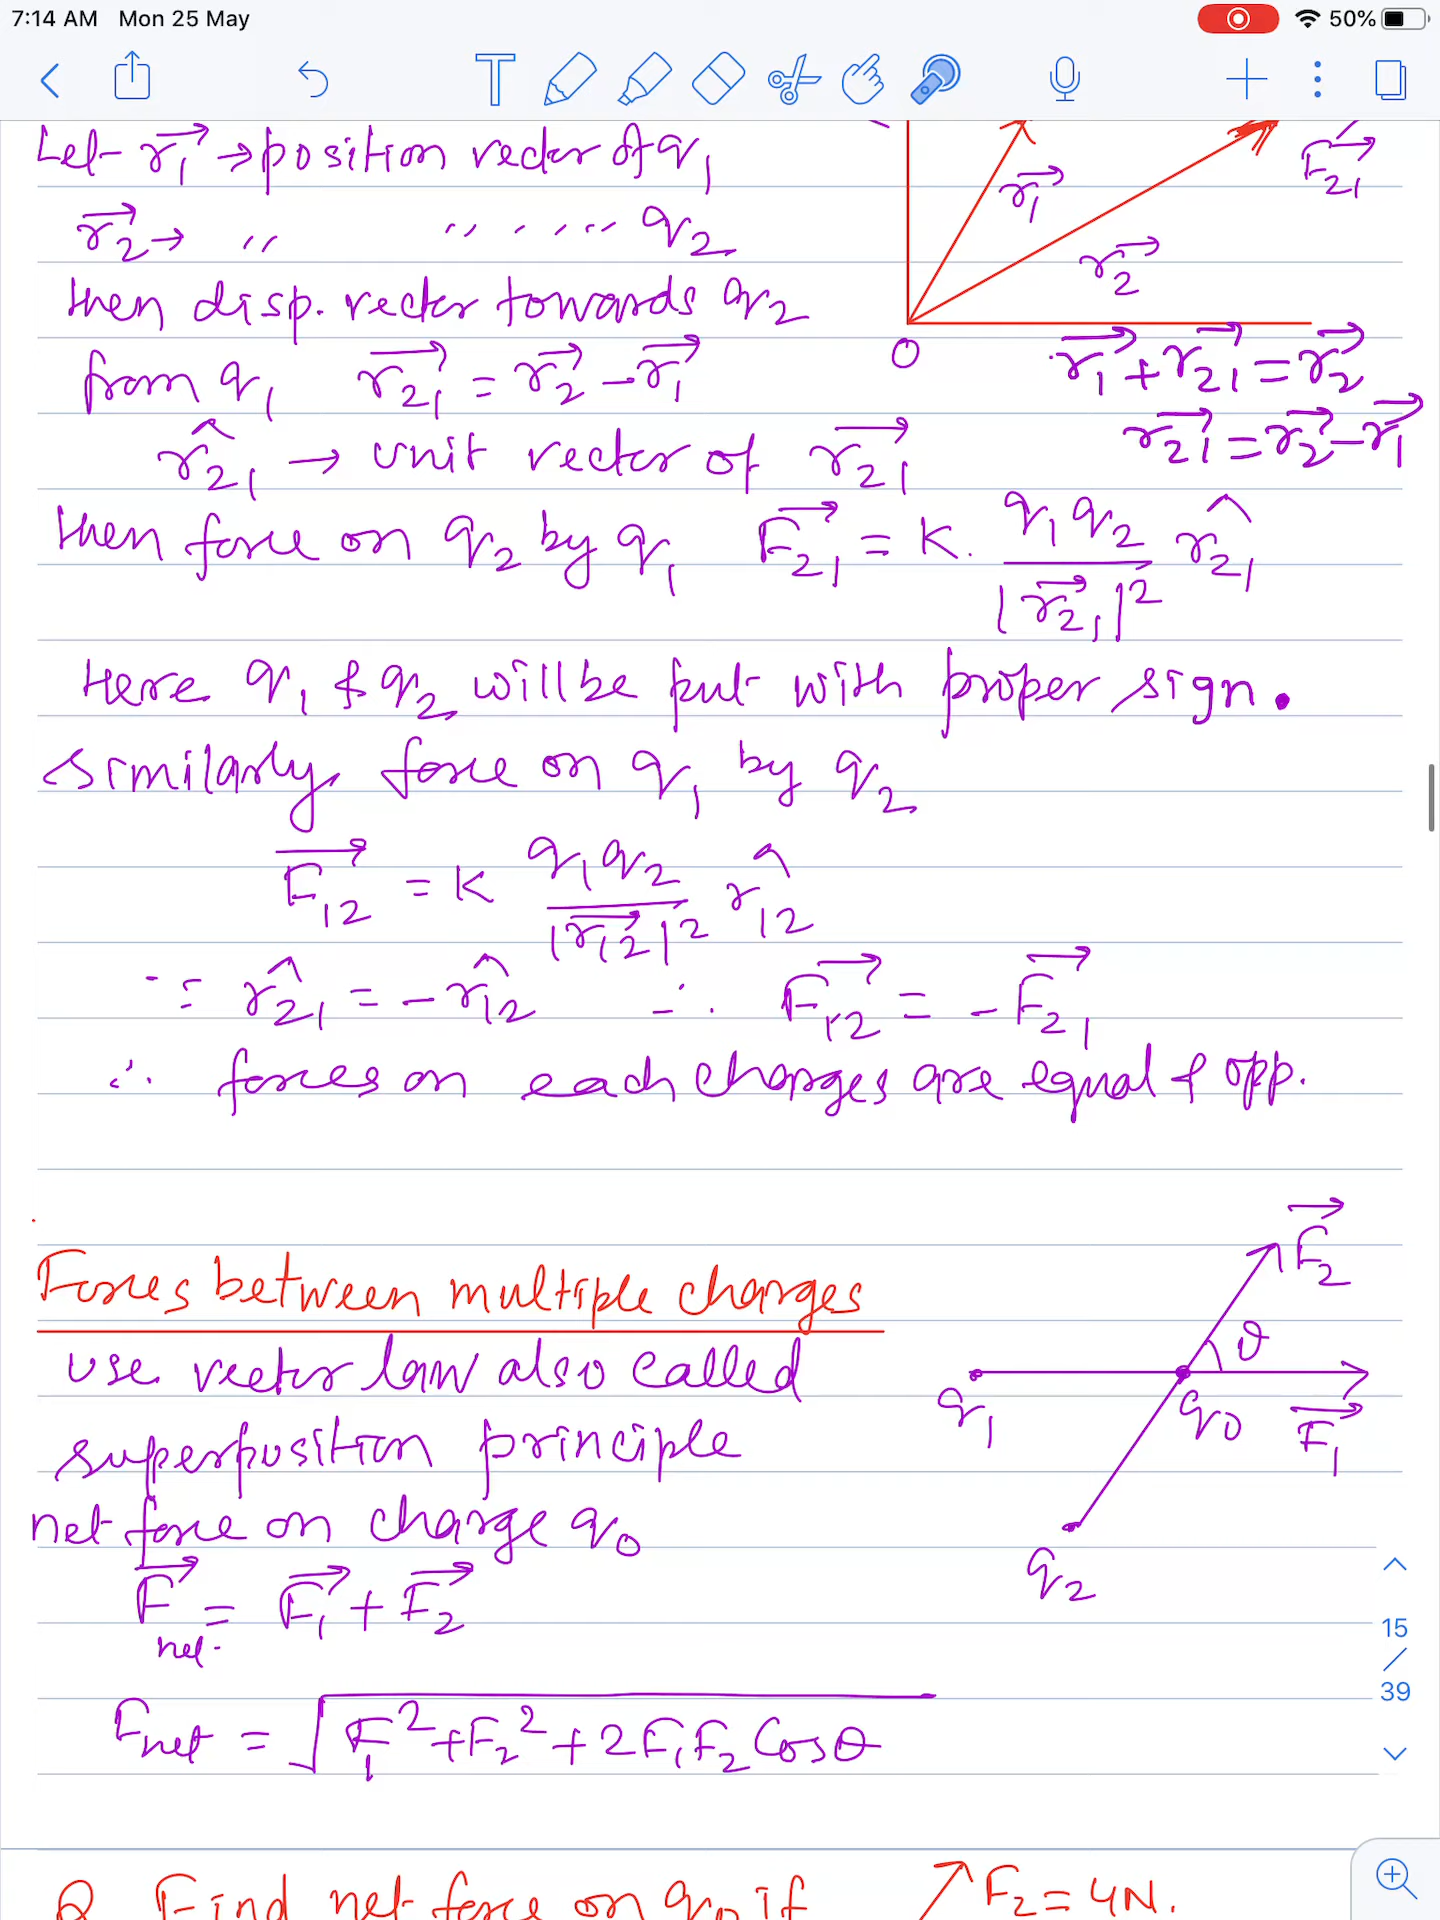 7:14 AM Mon 25 May
50%
Let r₁⃗ → position vector of q₁
r₂⃗ → " " " " " q₂
then disp. vector towards q₂
from q₁ r₂₁⃗ = r₂⃗ - r₁⃗
r̂₂₁ → unit vector of r₂₁⃗
then force on q₂ by q₁ F₂₁⃗ = K. q₁q₂ / |r₂₁⃗|² r̂₂₁
Here q₁ & q₂ will be put with proper sign.
similarly force on q₁ by q₂
F₁₂⃗ = K q₁q₂ / |r₁₂⃗|² r̂₁₂
∵ r̂₂₁ = - r̂₁₂ ∴ F₁₂⃗ = - F₂₁⃗
∴ forces on each charges are equal & opp.
r₁⃗
F₂₁⃗
r₂⃗
O
r₁⃗ + r₂₁⃗ = r₂⃗
r₂₁⃗ = r₂⃗ - r₁⃗
Forces between multiple charges
use vector law also called
superposition principle
net force on charge q₀
F⃗net = F₁⃗ + F₂⃗
Fnet = √(F₁² + F₂² + 2F₁F₂ Cosθ)
F₂⃗
θ
q₁
q₀
F₁⃗
q₂
15
/
39
Q Find net force on q₀ if
F₂ = 4N.